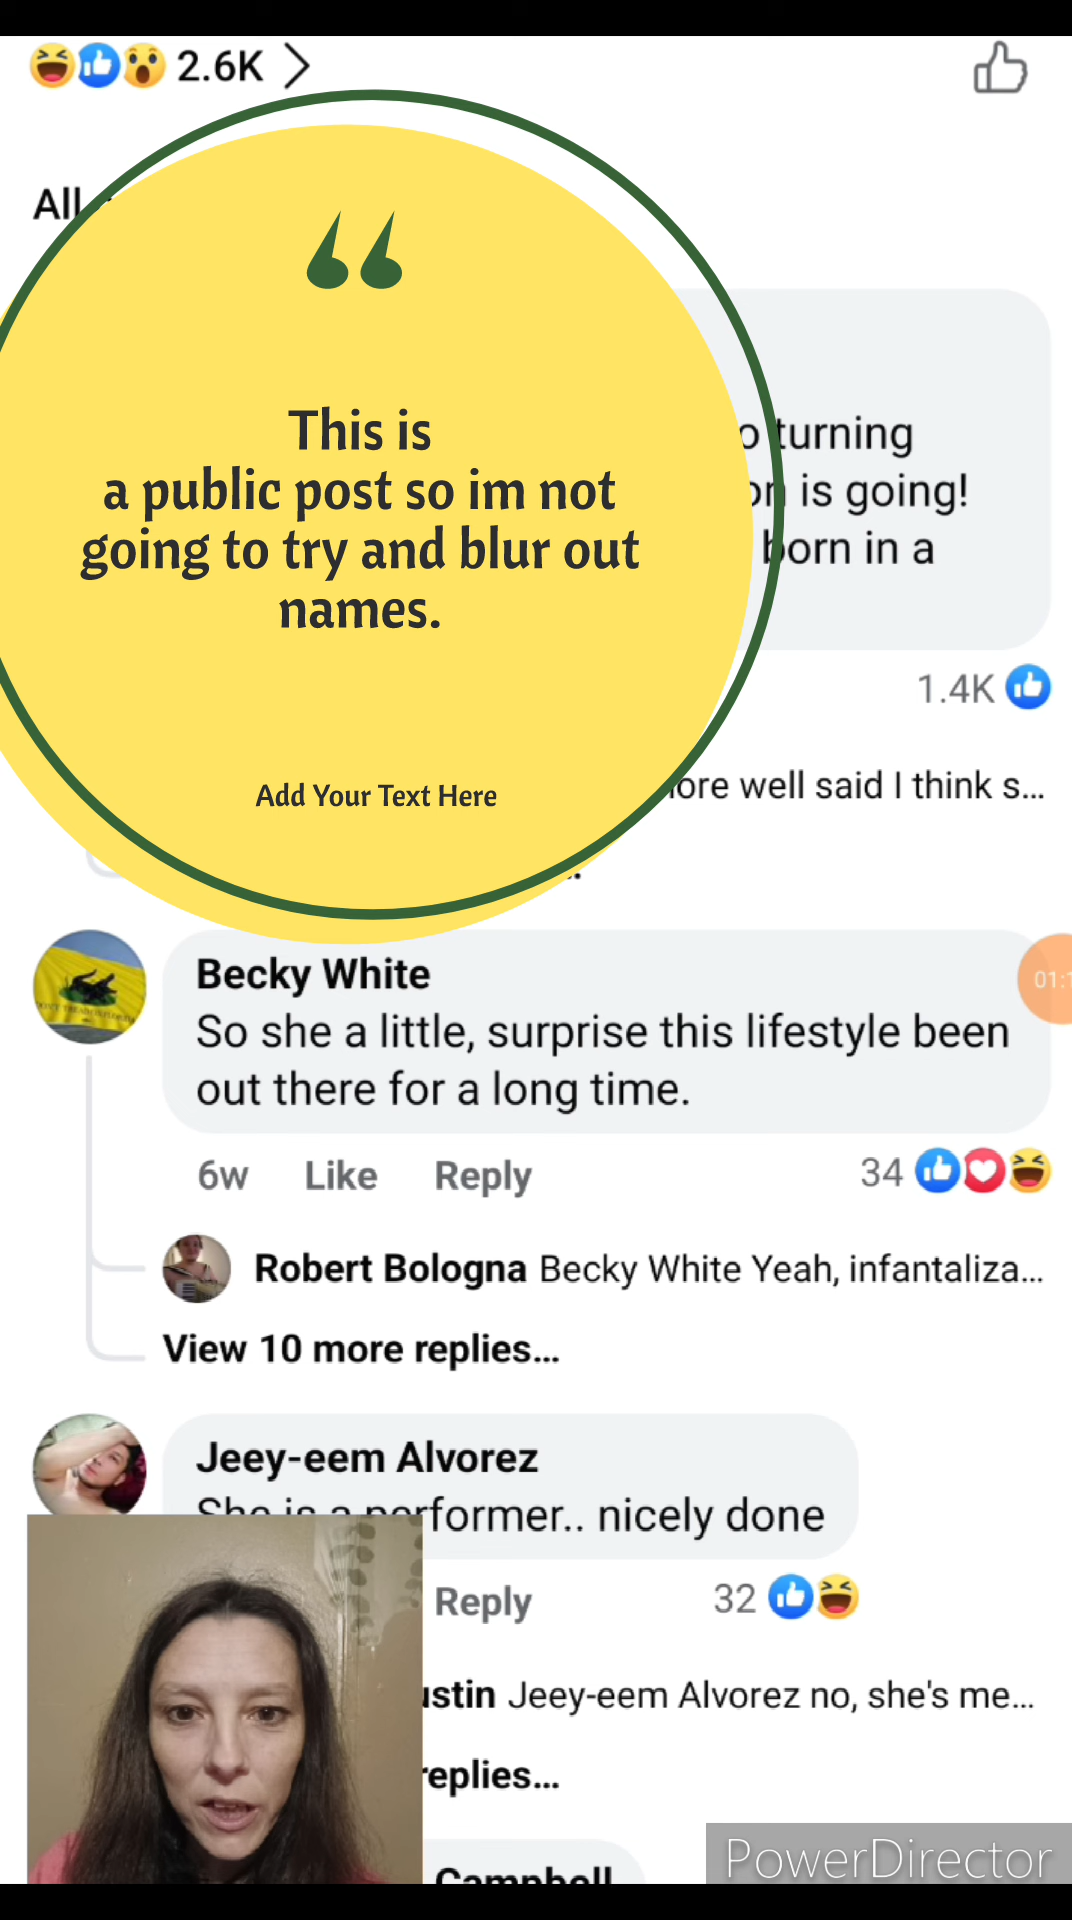 2.6K
All
This is
a public post so im not
going to try and blur out
names.
Add Your Text Here
turning
is going!
born in a
1.4K
well said I think s...
Becky White
So she a little, surprise this lifestyle been
out there for a long time.
6w Like Reply 34
Robert Bologna Becky White Yeah, infantaliza...
View 10 more replies...
Jeey-eem Alvorez
She is a performer.. nicely done
Reply 32
Jeey-eem Alvorez no, she's me...
replies...
Campbell
PowerDirector